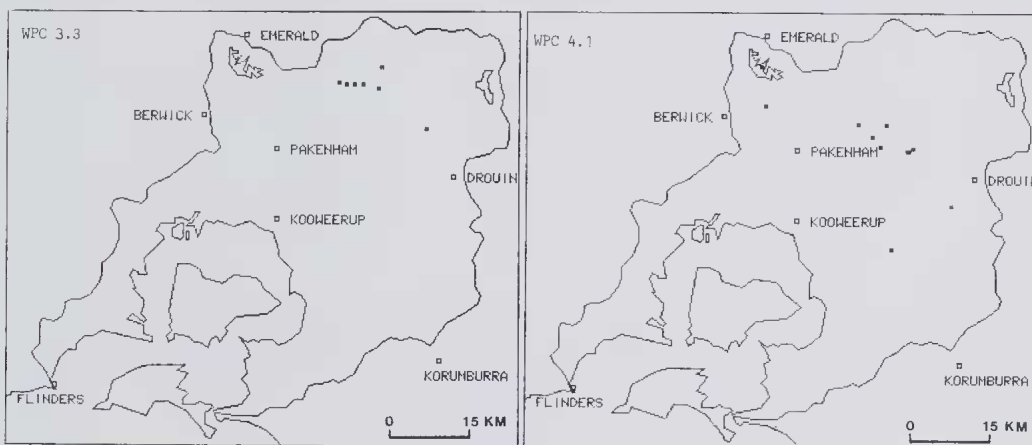 WPC 3.3
EMERALD
BERWICK
PAKENHAM
DROUIN
KOOWEERUP
KORUMBURRA
FLINDERS
0 15 KM
WPC 4.1
EMERALD
BERWICK
PAKENHAM
DROUIN
KOOWEERUP
KORUMBURRA
FLINDERS
0 15 KM